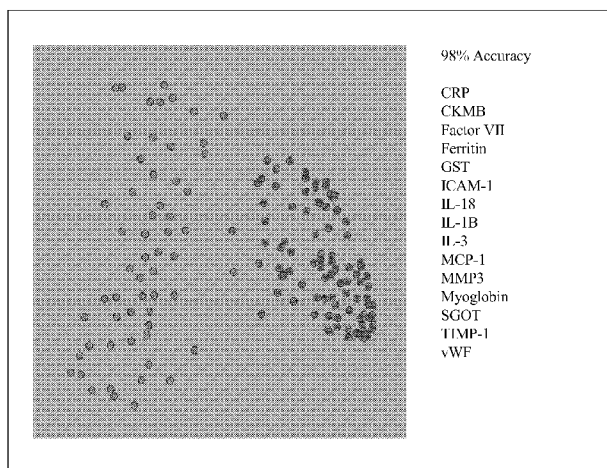 98% Accuracy
CRP
CKMB
Factor VII
Ferritin
GST
ICAM-1
IL-18
IL-1B
IL-3
MCP-1
MMP3
Myoglobin
SGOT
TIMP-1
vWF